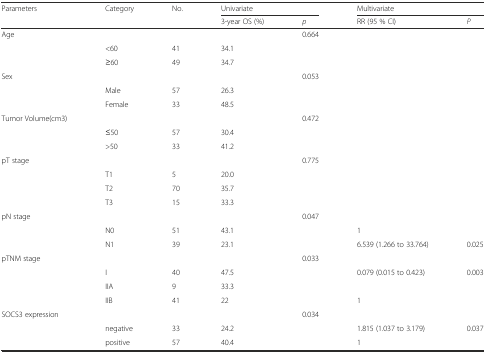 Parameters Category No. Univariate Multivariate
3-year OS (%) p RR (95 % CI) P
Age 0.664
<60 41 34.1
≥60 49 34.7
Sex 0.053
Male 57 26.3
Female 33 48.5
Tumor Volume(cm3) 0.472
≤50 57 30.4
>50 33 41.2
pT stage 0.775
T1 5 20.0
T2 70 35.7
T3 15 33.3
pN stage 0.047
N0 51 43.1 1
N1 39 23.1 6.539 (1.266 to 33.764) 0.025
pTNM stage 0.033
I 40 47.5 0.079 (0.015 to 0.423) 0.003
IIA 9 33.3
IIB 41 22 1
SOCS3 expression 0.034
negative 33 24.2 1.815 (1.037 to 3.179) 0.037
positive 57 40.4 1